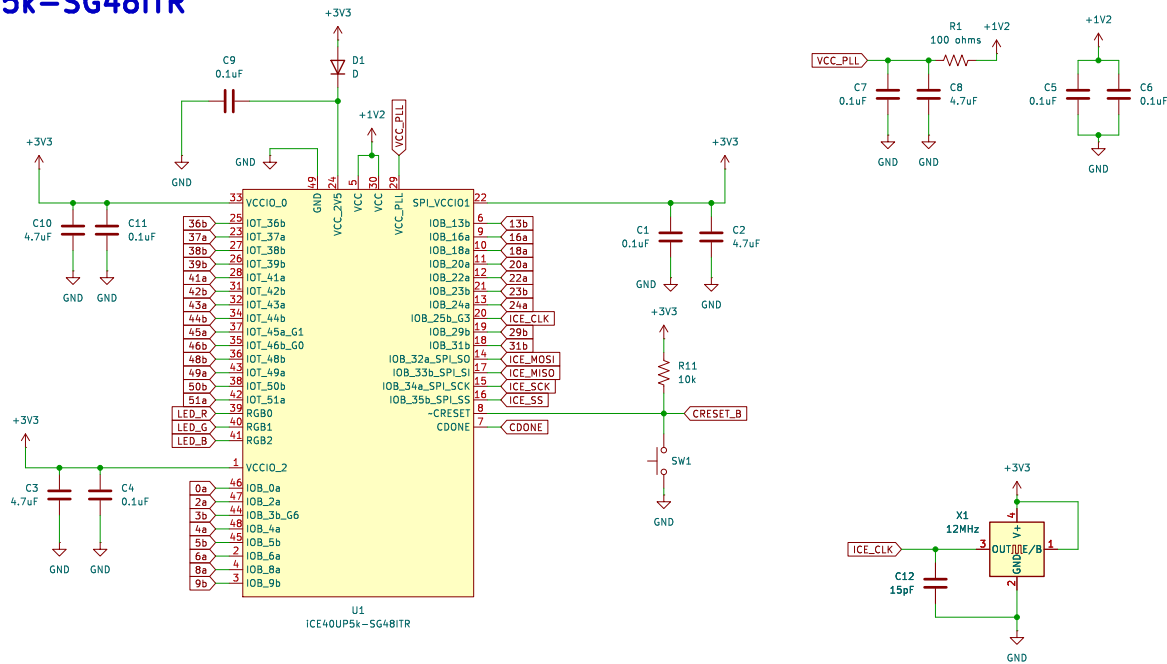 5k-SG48ITR
+3V3
D1
D
C9
0.1uF
GND
GND
+1V2
VCC_PLL
VCC_PLL
R1
100 ohms
+1V2
C7
0.1uF
C8
4.7uF
GND
GND
+1V2
C5
0.1uF
C6
0.1uF
GND
+3V3
C10
4.7uF
C11
0.1uF
GND
GND
49
24
5
30
29
GND
VCC_2V5
VCC
VCC
VCC_PLL
33 VCCIO_0
36b 25 IOT_36b
37a 23 IOT_37a
38b 27 IOT_38b
39b 26 IOT_39b
41a 28 IOT_41a
42b 31 IOT_42b
43a 32 IOT_43a
44b 34 IOT_44b
45a 37 IOT_45a_G1
46b 35 IOT_46b_G0
48b 36 IOT_48b
49a 43 IOT_49a
50b 38 IOT_50b
51a 42 IOT_51a
LED_R 39 RGB0
LED_G 40 RGB1
LED_B 41 RGB2
1 VCCIO_2
0a 46 IOB_0a
2a 47 IOB_2a
3b 44 IOB_3b_G6
4a 48 IOB_4a
5b 45 IOB_5b
6a 2 IOB_6a
8a 4 IOB_8a
9b 3 IOB_9b
SPI_VCCIO1 22
IOB_13b 6 13b
IOB_16a 9 16a
IOB_18a 10 18a
IOB_20a 11 20a
IOB_22a 12 22a
IOB_23b 21 23b
IOB_24a 13 24a
IOB_25b_G3 20 ICE_CLK
IOB_29b 19 29b
IOB_31b 18 31b
IOB_32a_SPI_SO 14 ICE_MOSI
IOB_33b_SPI_SI 17 ICE_MISO
IOB_34a_SPI_SCK 15 ICE_SCK
IOB_35b_SPI_SS 16 ICE_SS
-CRESET 8
CDONE 7 CDONE
U1
iCE40UP5k-SG48ITR
+3V3
C3
4.7uF
C4
0.1uF
GND
GND
+3V3
C1
0.1uF
C2
4.7uF
GND
GND
+3V3
R11
10k
CRESET_B
SW1
GND
+3V3
X1
12MHz
4
V+
ICE_CLK
3
OUT
E/B
1
GND
2
C12
15pF
GND